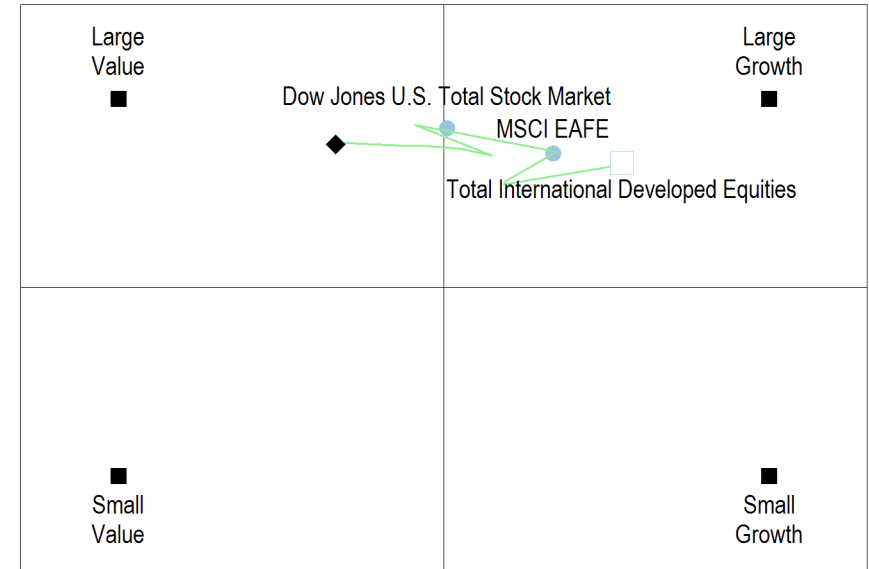 Large
Value
Large
Growth
Dow Jones U.S. Total Stock Market
MSCI EAFE
Total International Developed Equities
Small
Value
Small
Growth